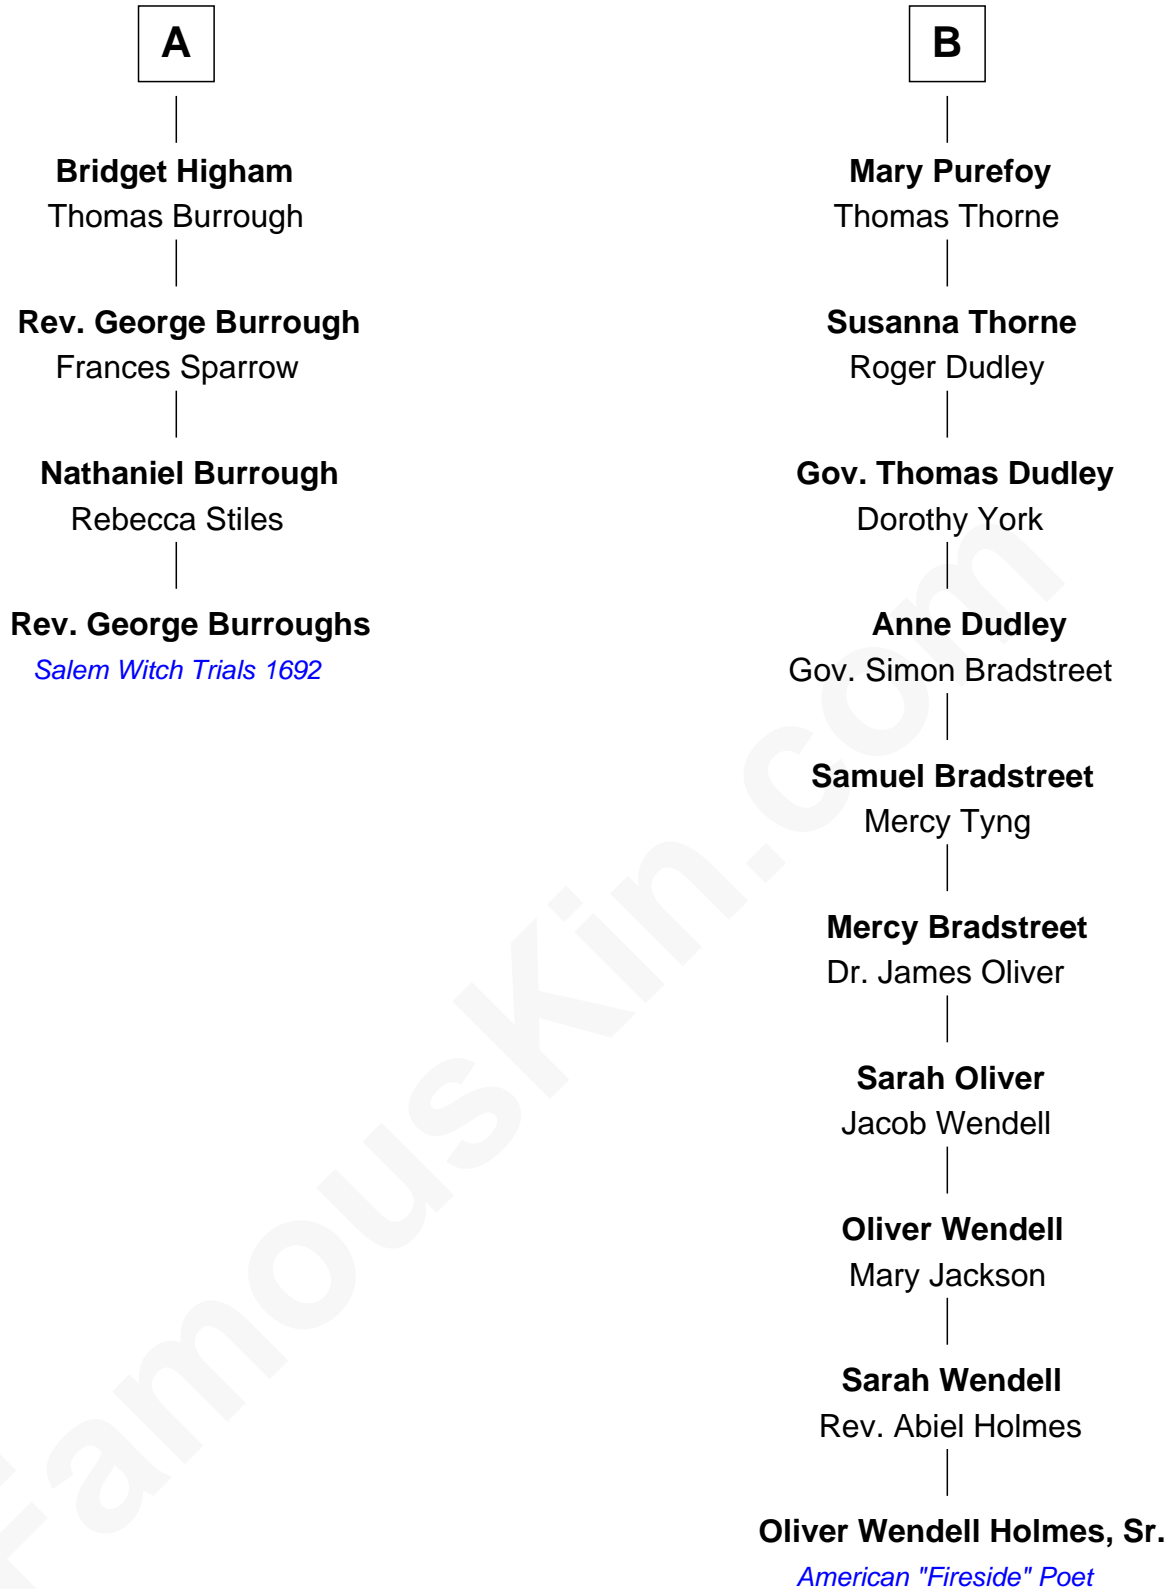 A
Bridget Higham
Thomas Burrough
Rev. George Burrough
Frances Sparrow
Nathaniel Burrough
Rebecca Stiles
Rev. George Burroughs
Salem Witch Trials 1692
B
Mary Purefoy
Thomas Thorne
Susanna Thorne
Roger Dudley
Gov. Thomas Dudley
Dorothy York
Anne Dudley
Gov. Simon Bradstreet
Samuel Bradstreet
Mercy Tyng
Mercy Bradstreet
Dr. James Oliver
Sarah Oliver
Jacob Wendell
Oliver Wendell
Mary Jackson
Sarah Wendell
Rev. Abiel Holmes
Oliver Wendell Holmes, Sr.
American "Fireside" Poet
FamousKin.com